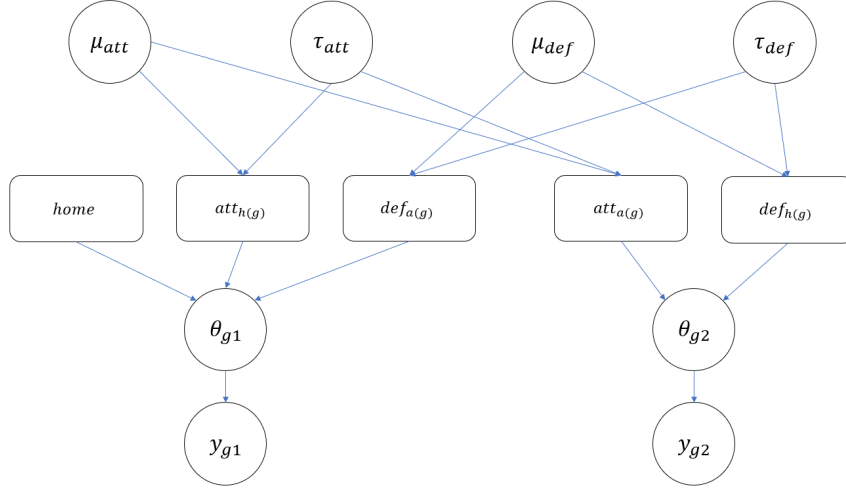 μ_att
τ_att
μ_def
τ_def
home
att_h(g)
def_a(g)
att_a(g)
def_h(g)
θ_g1
θ_g2
y_g1
y_g2